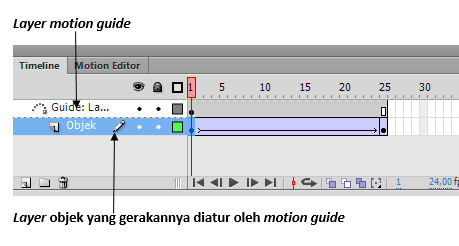 Layer motion guide
Timeline Motion Editor
1 5 10 15 20 25 30
Guide: La...
Objek
1 24,00 fp
Layer objek yang gerakannya diatur oleh motion guide